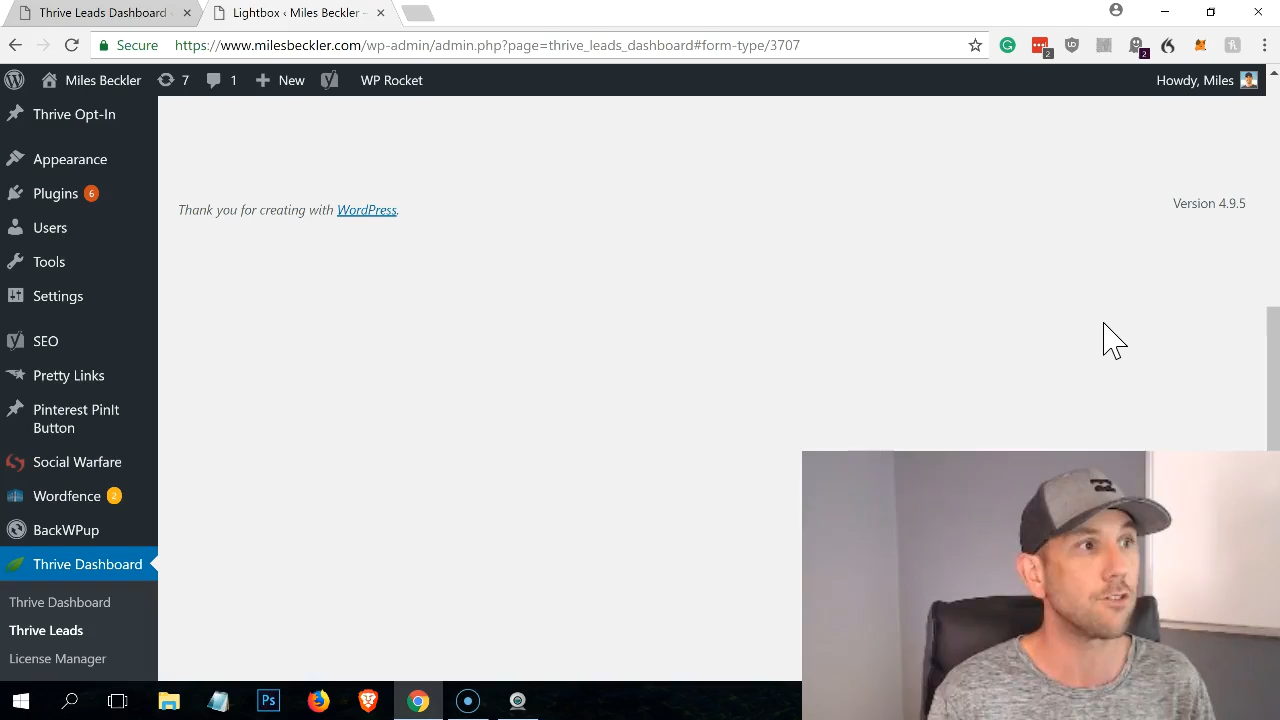 Thrive Leads Dashboard
Lightbox ‹ Miles Beckler –
Secure
https://www.milesbeckler.com/wp-admin/admin.php?page=thrive_leads_dashboard#form-type/3707
2
2
Miles Beckler
7
1
New
WP Rocket
Howdy, Miles
Thrive Opt-In
Appearance
Plugins 6
Users
Tools
Settings
SEO
Pretty Links
Pinterest PinIt
Button
Social Warfare
Wordfence 2
BackWPup
Thrive Dashboard
Thrive Dashboard
Thrive Leads
License Manager
Thank you for creating with WordPress.
Version 4.9.5
Ps